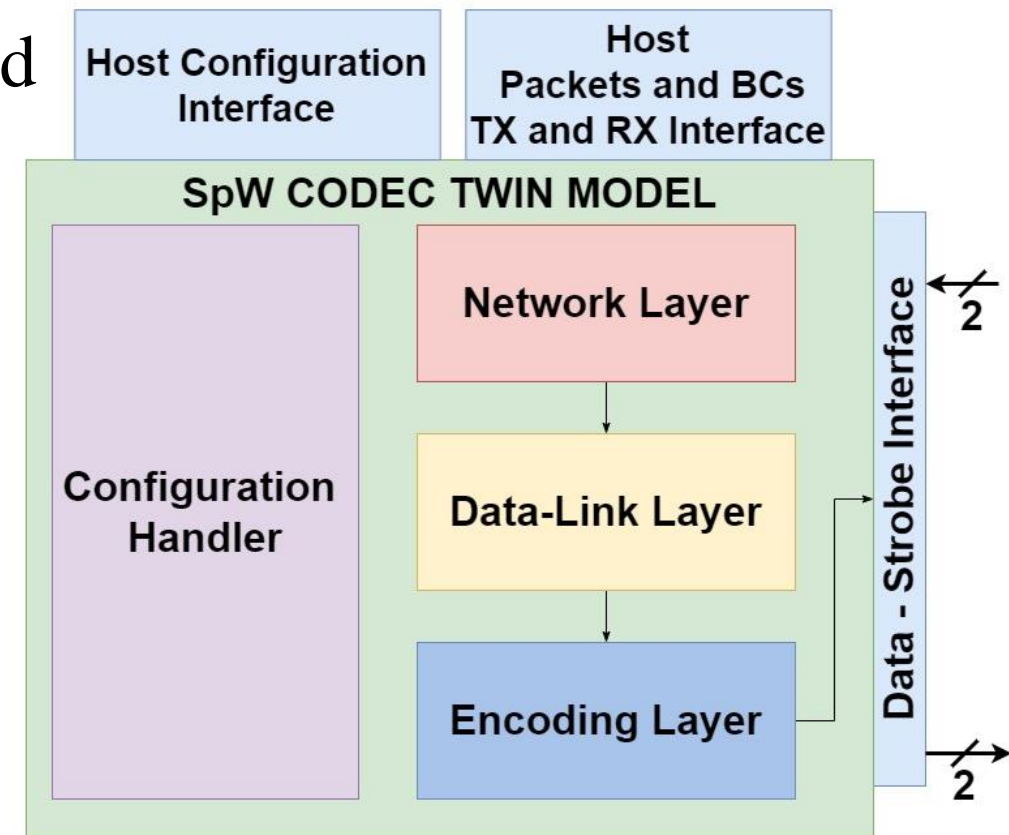 d
Host Configuration
Interface
Host
Packets and BCs
TX and RX Interface
SpW CODEC TWIN MODEL
Configuration
Handler
Network Layer
Data-Link Layer
Encoding Layer
Data - Strobe Interface
2
2